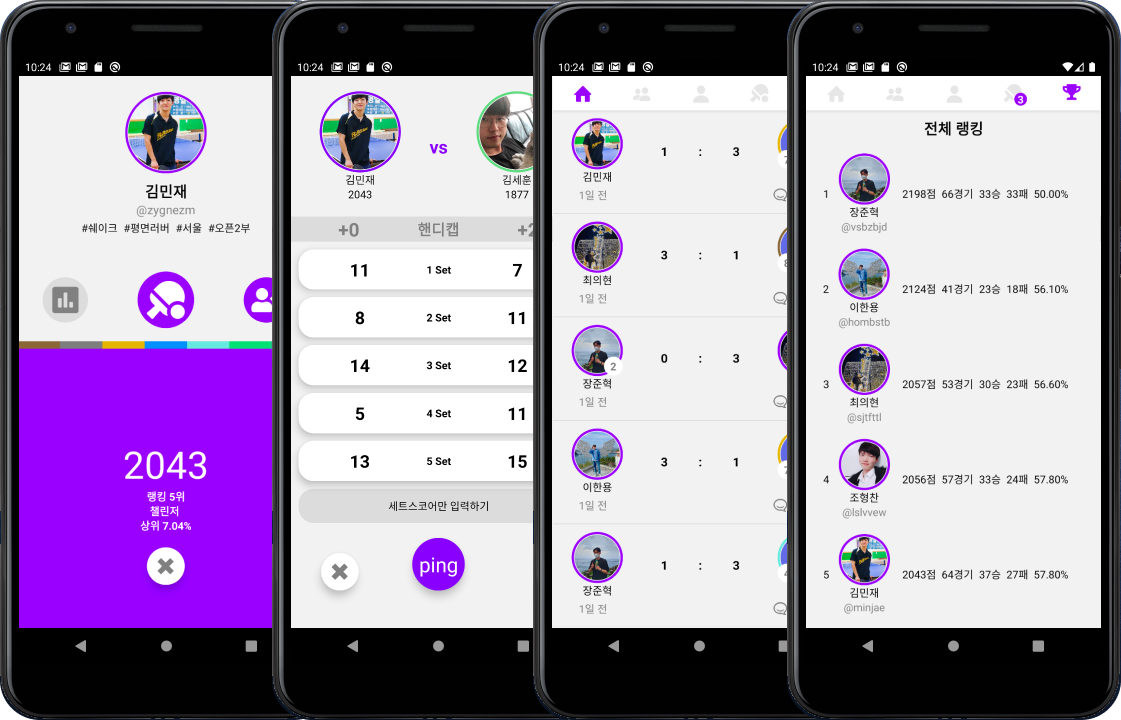 10:24
김민재
@zygnezm
#쉐이크 #평면러버 #서울 #오픈2부
2043
랭킹 5위
챌린저
상위 7.04%
10:24
vs
김민재
김세훈
2043
1877
+0 핸디캡
11 1 Set 7
8 2 Set 11
14 3 Set 12
5 4 Set 11
13 5 Set 15
세트스코어만 입력하기
ping
10:24
1 : 3
김민재
1일 전
3 : 1
최의현
1일 전
0 : 3
2
장준혁
1일 전
3 : 1
이한용
1일 전
1 : 3
장준혁
1일 전
10:24
3
전체 랭킹
1 2198점 66경기 33승 33패 50.00%
장준혁
@vsbzbjd
2 2124점 41경기 23승 18패 56.10%
이한용
@hombstb
3 2057점 53경기 30승 23패 56.60%
최의현
@sjtfttl
4 2056점 57경기 33승 24패 57.80%
조형찬
@lslvvew
5 2043점 64경기 37승 27패 57.80%
김민재
@minjae